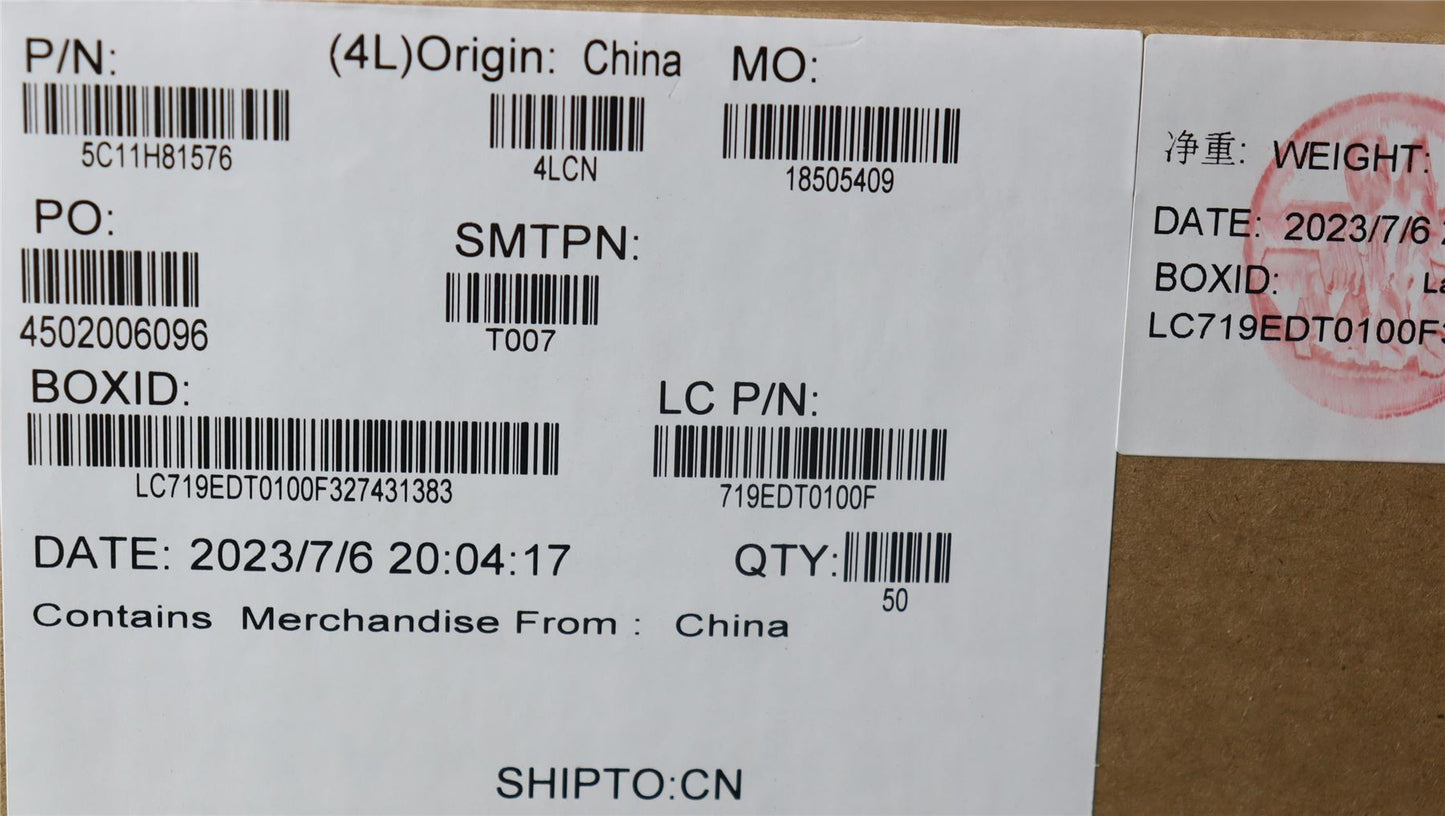 P/N: (4L)Origin: China MO:
5C11H81576 4LCN 18505409
PO: SMTPN:
4502006096 T007
BOXID: LC P/N:
LC719EDT0100F327431383 719EDT0100F
DATE: 2023/7/6 20:04:17 QTY:
50
Contains Merchandise From : China
SHIPTO:CN
净重: WEIGHT:
DATE: 2023/7/6
BOXID:
LC719EDT0100F